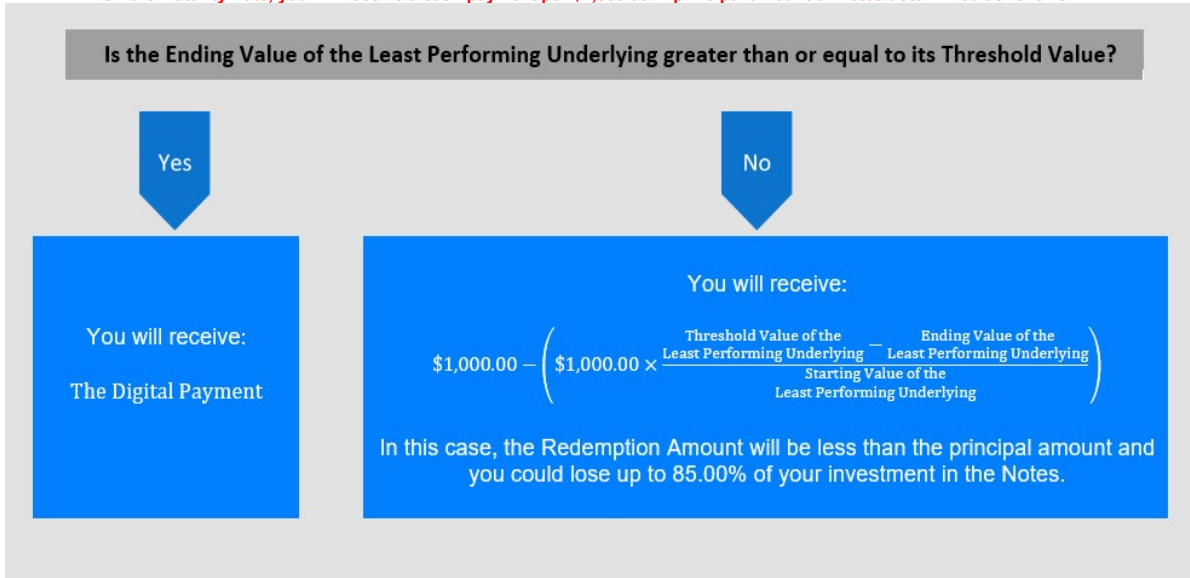 Is the Ending Value of the Least Performing Underlying greater than or equal to its Threshold Value?
Yes
No
You will receive:
The Digital Payment
You will receive:
$1,000.00 − ($1,000.00 × (Threshold Value of the Least Performing Underlying − Ending Value of the Least Performing Underlying) / Starting Value of the Least Performing Underlying)
In this case, the Redemption Amount will be less than the principal amount and
you could lose up to 85.00% of your investment in the Notes.